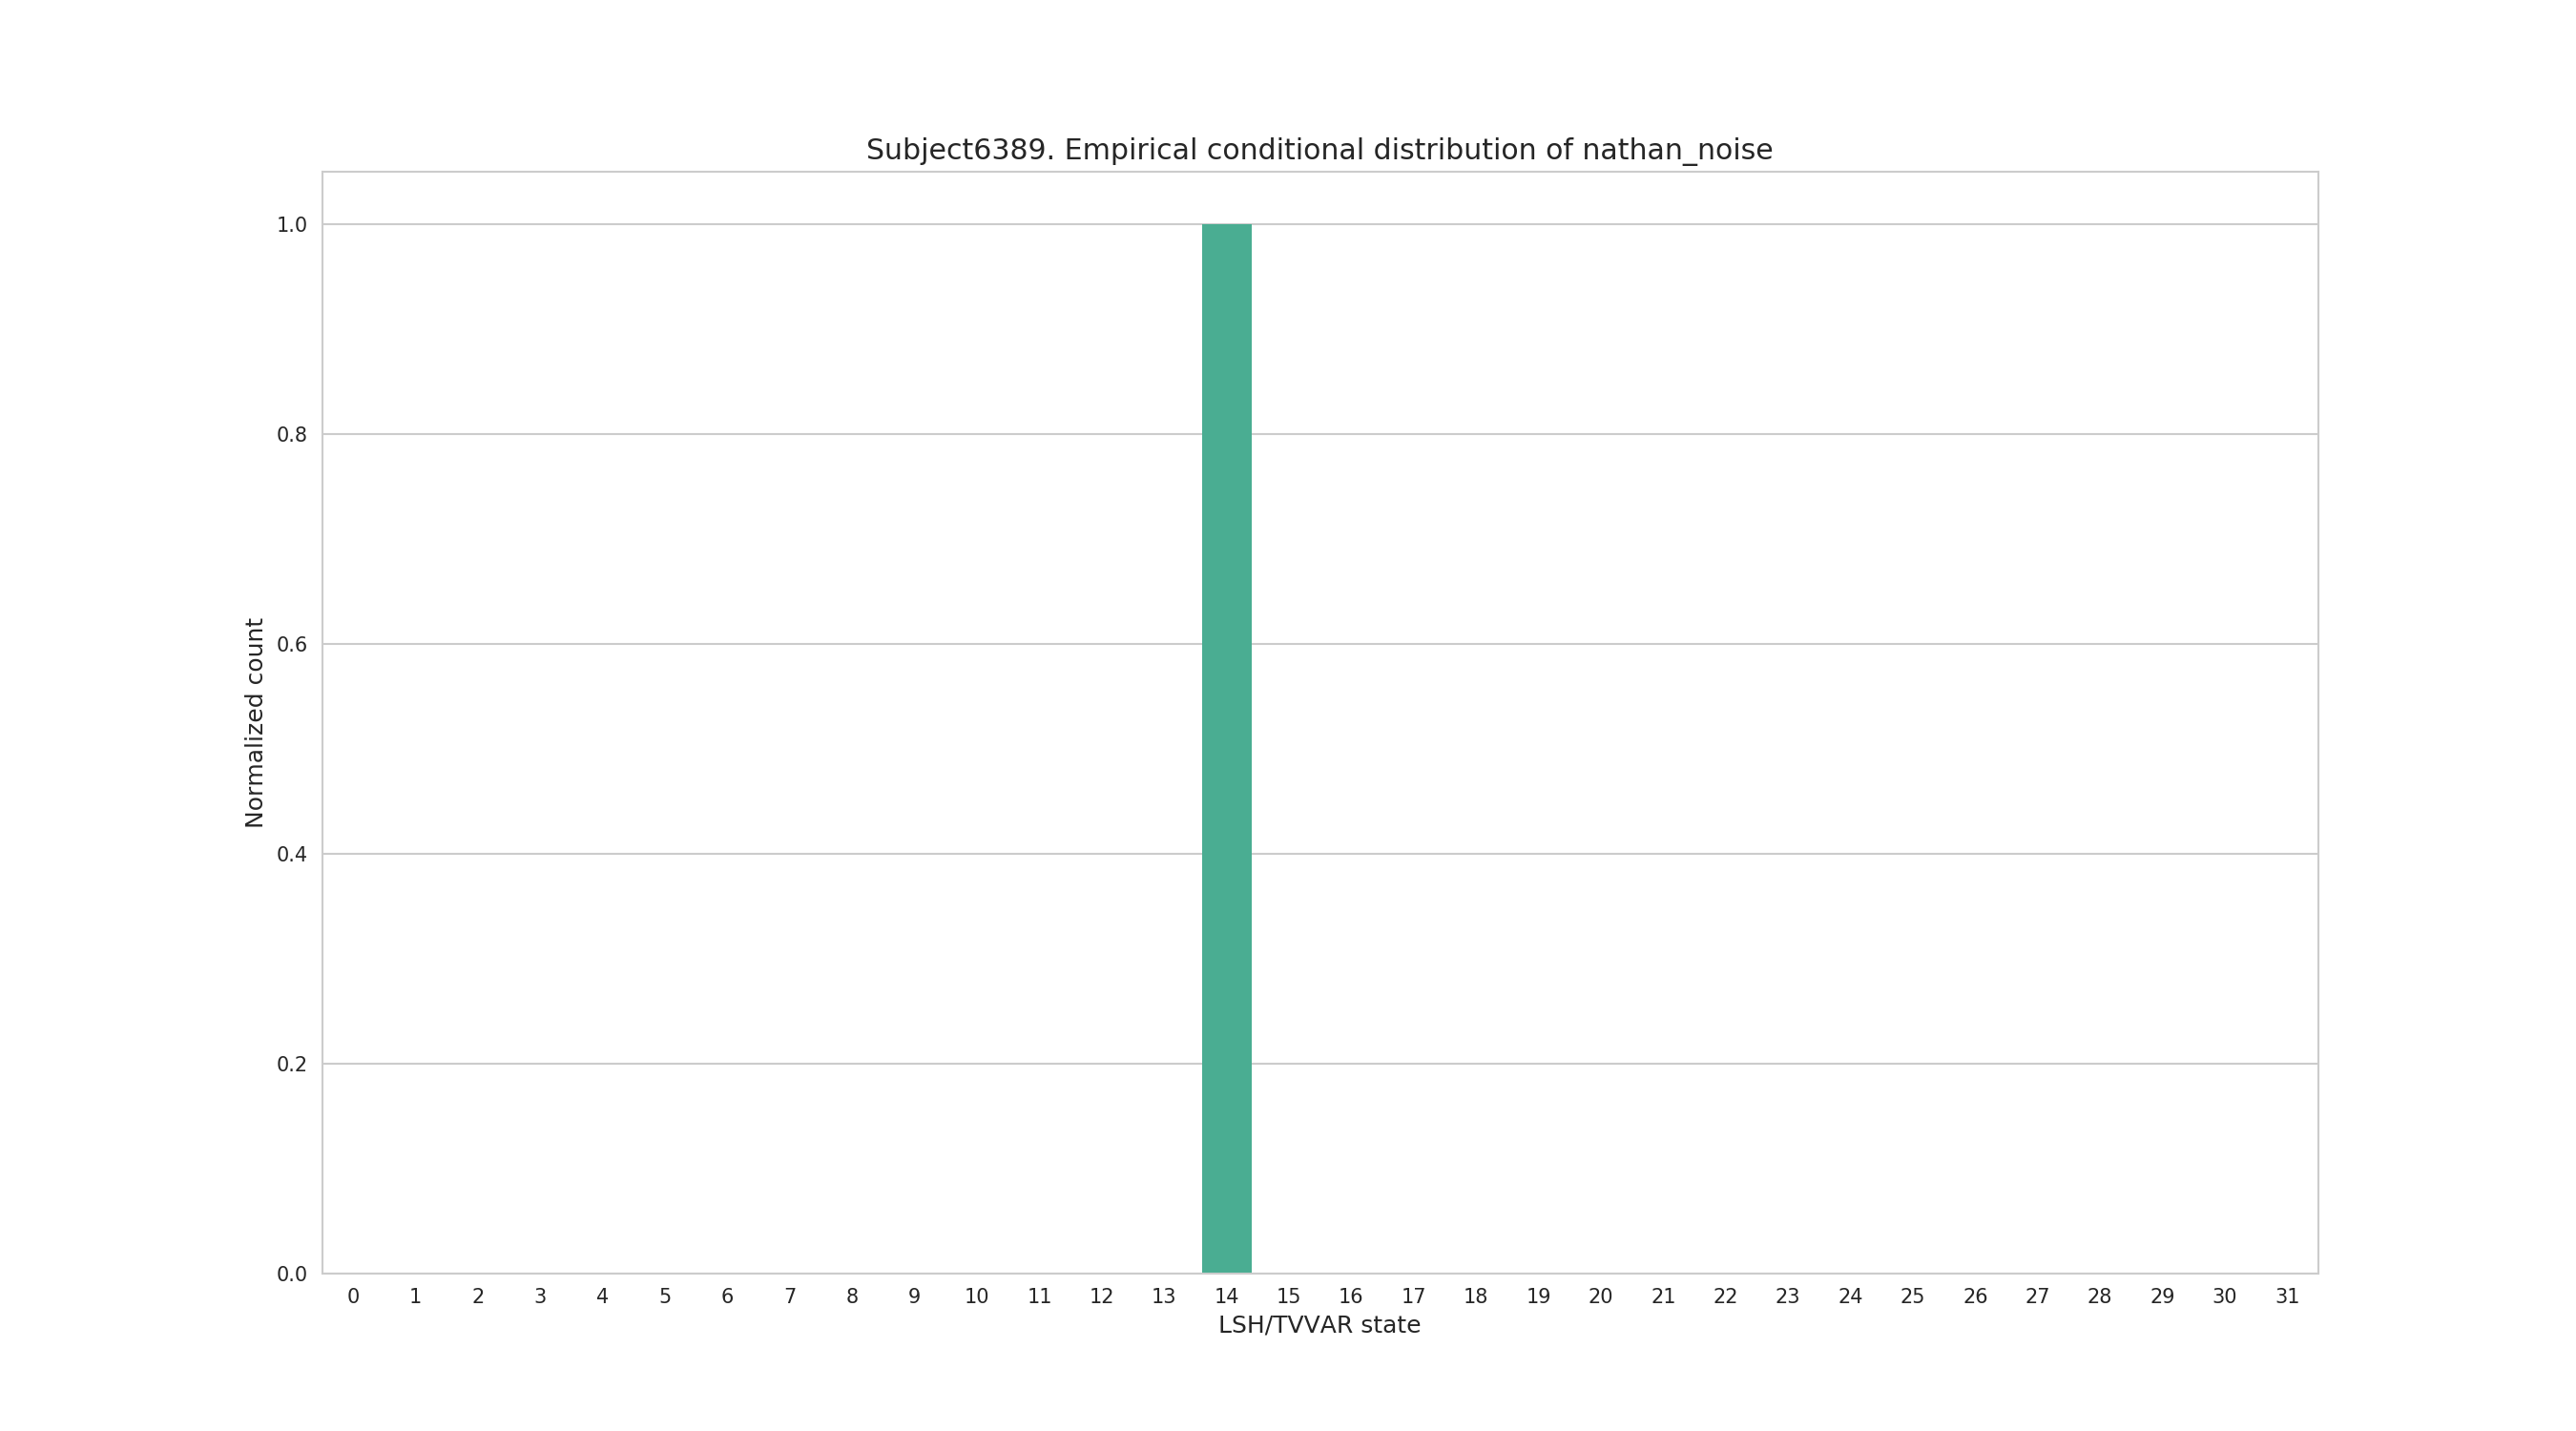 Subject6389. Empirical conditional distribution of nathan_noise
1.0
0.8
0.6
0.4
0.2
0.0
Normalized count
0 1 2 3 4 5 6 7 8 9 10 11 12 13 14 15 16 17 18 19 20 21 22 23 24 25 26 27 28 29 30 31
LSH/TVVAR state